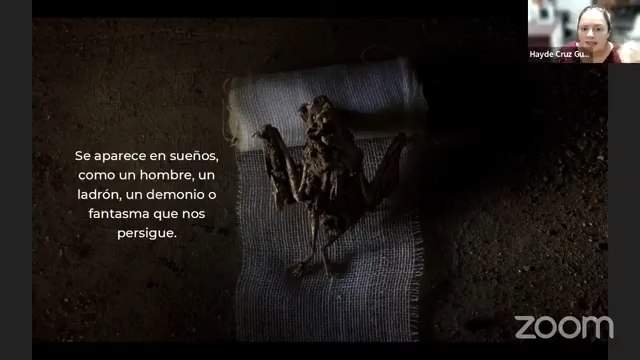 Hayde Cruz Gu...
Se aparece en sueños,
como un hombre, un
ladrón, un demonio o
fantasma que nos
persigue.
zoom